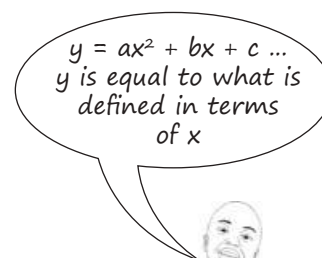 y = ax² + bx + c ...
y is equal to what is
defined in terms
of x